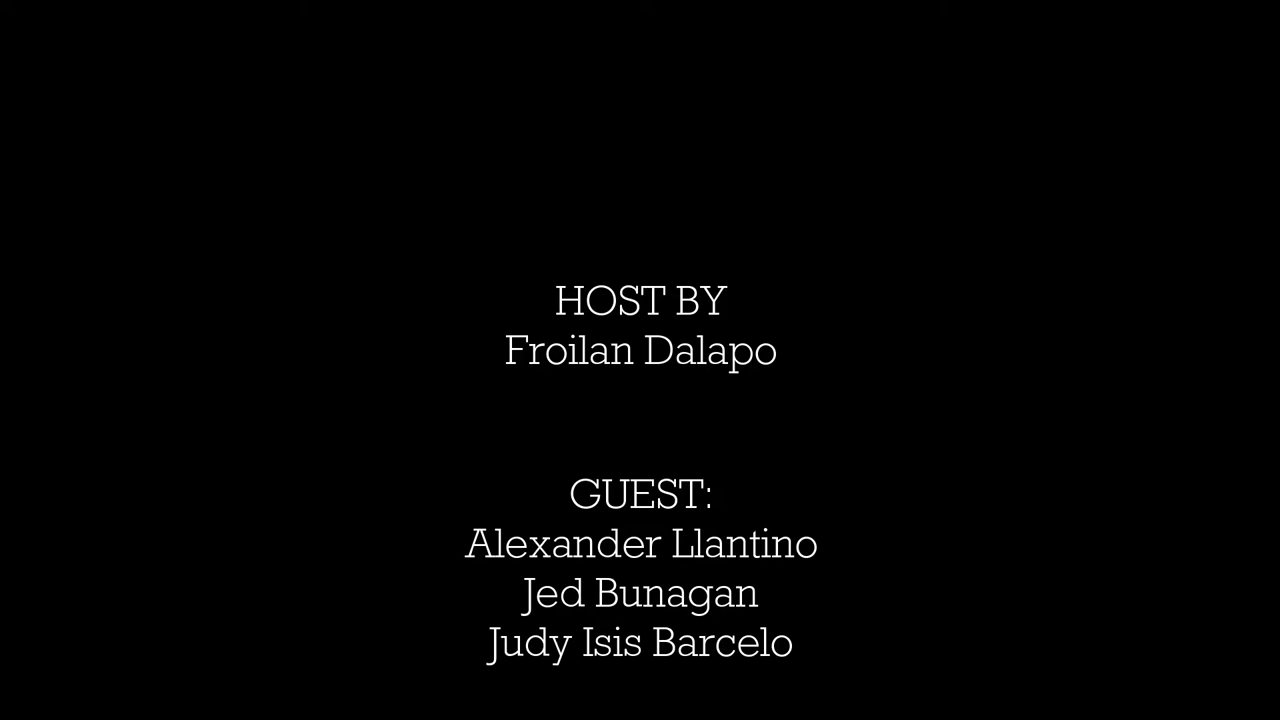 HOST BY
Froilan Dalapo
GUEST:
Alexander Llantino
Jed Bunagan
Judy Isis Barcelo